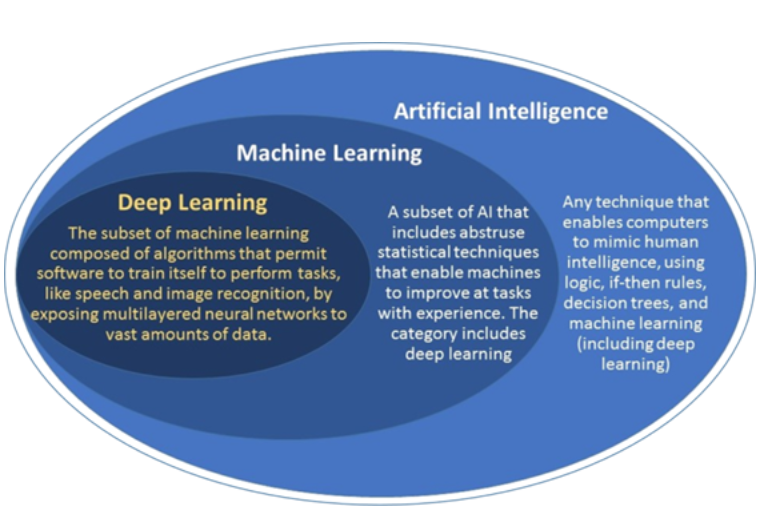 Artificial Intelligence
Machine Learning
Deep Learning
The subset of machine learning
composed of algorithms that permit
software to train itself to perform tasks,
like speech and image recognition, by
exposing multilayered neural networks to
vast amounts of data.
A subset of AI that
includes abstruse
statistical techniques
that enable machines
to improve at tasks
with experience. The
category includes
deep learning
Any technique that
enables computers
to mimic human
intelligence, using
logic, if-then rules,
decision trees, and
machine learning
(including deep
learning)